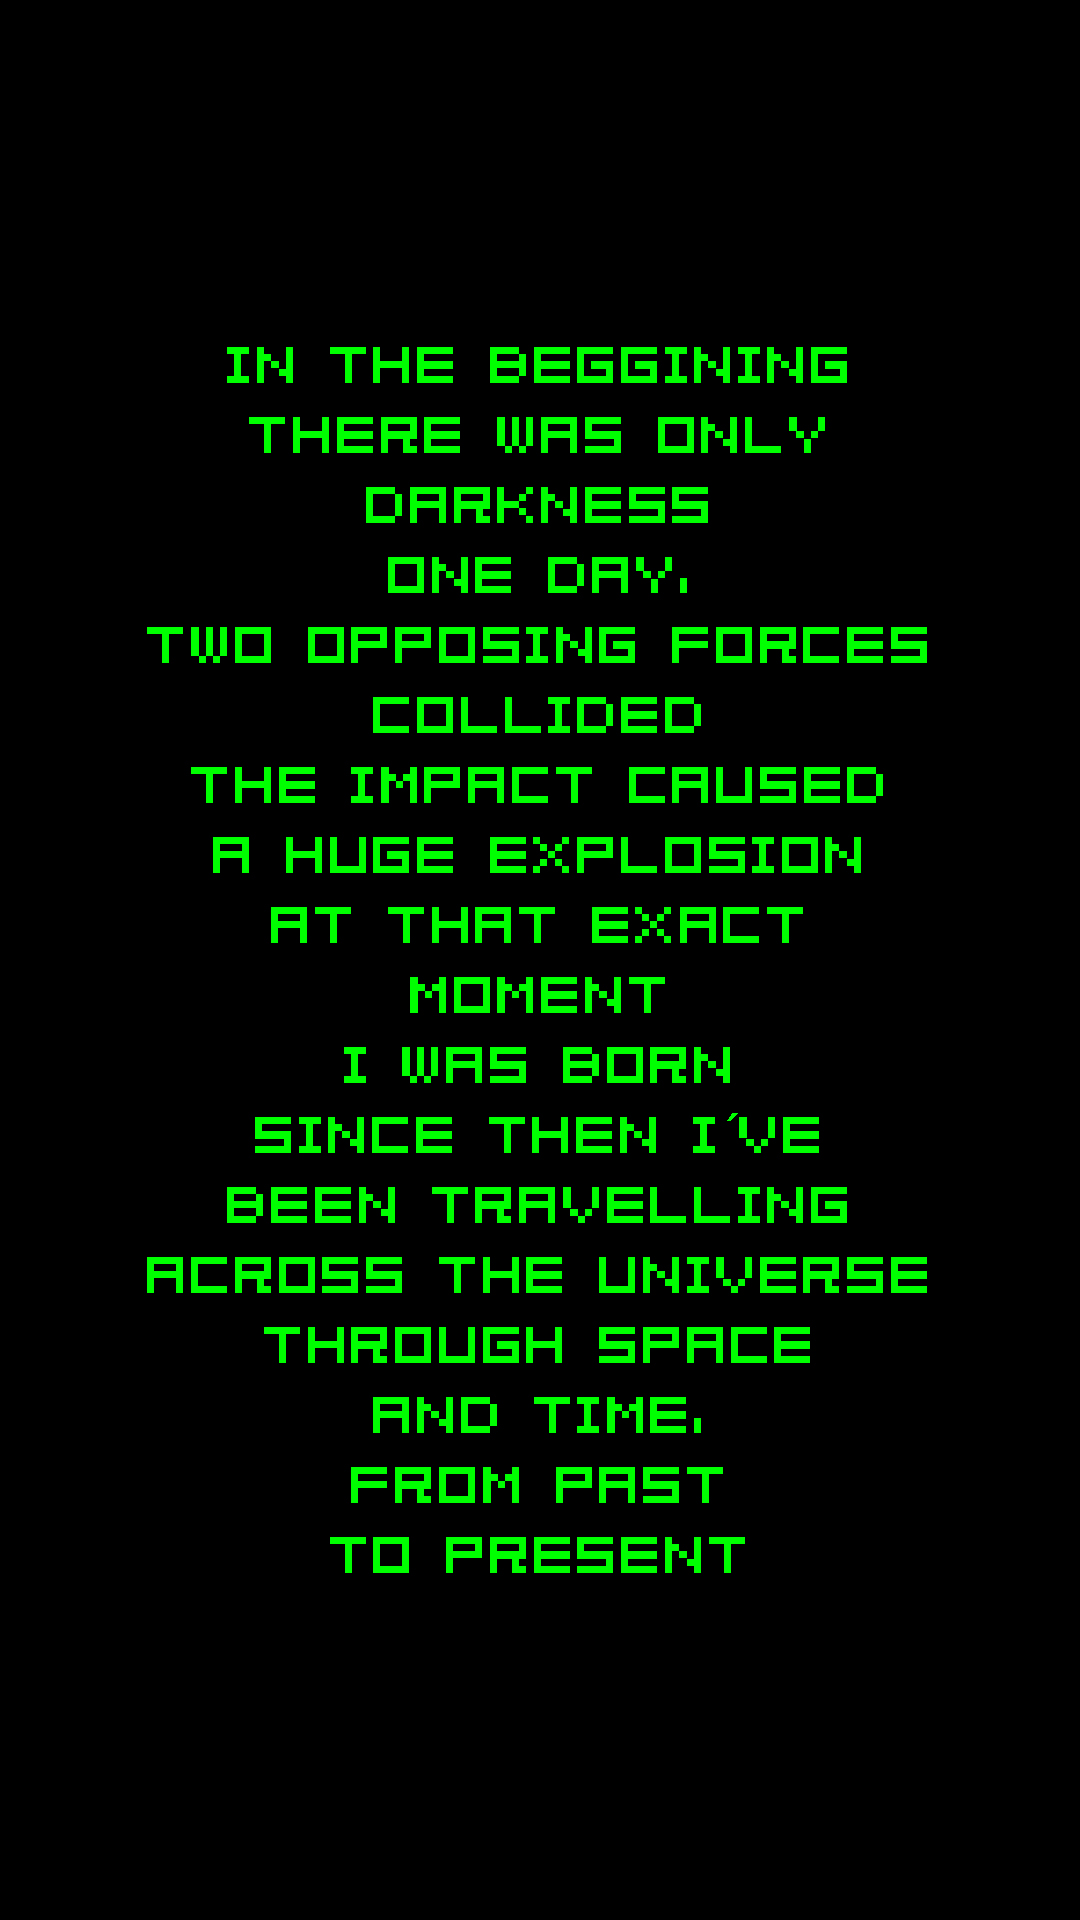 IN THE BEGGINING
THERE WAS ONLY
DARKNESS
ONE DAY,
TWO OPPOSING FORCES
COLLIDED
THE IMPACT CAUSED
A HUGE EXPLOSION
AT THAT EXACT
MOMENT
I WAS BORN
SINCE THEN I´VE
BEEN TRAVELLING
ACROSS THE UNIVERSE
THROUGH SPACE
AND TIME,
FROM PAST
TO PRESENT